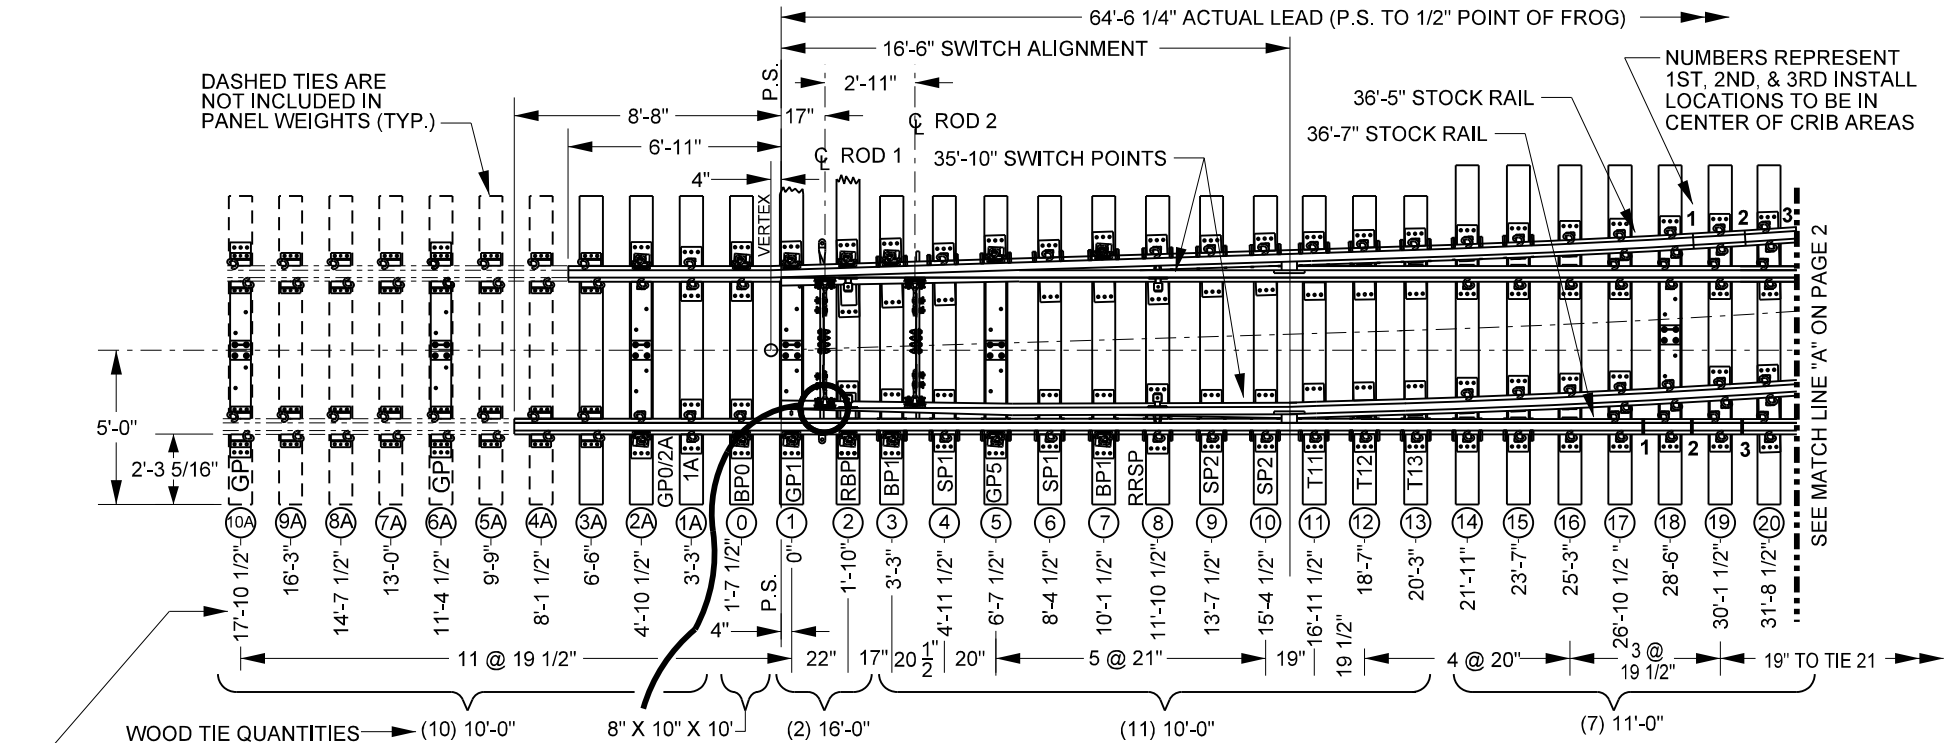 64'-6 1/4" ACTUAL LEAD (P.S. TO 1/2" POINT OF FROG)
16'-6" SWITCH ALIGNMENT
DASHED TIES ARE
NOT INCLUDED IN
PANEL WEIGHTS (TYP.)
P.S.
2'-11"
NUMBERS REPRESENT
1ST, 2ND, & 3RD INSTALL
LOCATIONS TO BE IN
CENTER OF CRIB AREAS
36'-5" STOCK RAIL
36'-7" STOCK RAIL
8'-8"
17"
℄ ROD 2
6'-11"
℄ ROD 1
35'-10" SWITCH POINTS
4"
VERTEX
1 2 3
5'-0"
2'-3 5/16"
1 2 3
GP
GP
GP0/2A
1A
BP0
GP1
RBP
BP1
SP1
GP5
SP1
BP1
RRSP
SP2
SP2
T11
T12
T13
SEE MATCH LINE "A" ON PAGE 2
10A 9A 8A 7A 6A 5A 4A 3A 2A 1A 0 1 2 3 4 5 6 7 8 9 10 11 12 13 14 15 16 17 18 19 20
17'-10 1/2"
16'-3"
14'-7 1/2"
13'-0"
11'-4 1/2"
9'-9"
8'-1 1/2"
6'-6"
4'-10 1/2"
3'-3"
1'-7 1/2"
P.S.
0"
1'-10"
3'-3"
4'-11 1/2"
6'-7 1/2"
8'-4 1/2"
10'-1 1/2"
11'-10 1/2"
13'-7 1/2"
15'-4 1/2"
16'-11 1/2"
18'-7"
20'-3"
21'-11"
23'-7"
25'-3"
26'-10 1/2"
28'-6"
30'-1 1/2"
31'-8 1/2"
4"
11 @ 19 1/2"
22"
17"
20 1/2"
20"
5 @ 21"
19"
19 1/2"
4 @ 20"
3 @
19 1/2"
19" TO TIE 21
WOOD TIE QUANTITIES
(10) 10'-0"
8" X 10" X 10'
(2) 16'-0"
(11) 10'-0"
(7) 11'-0"